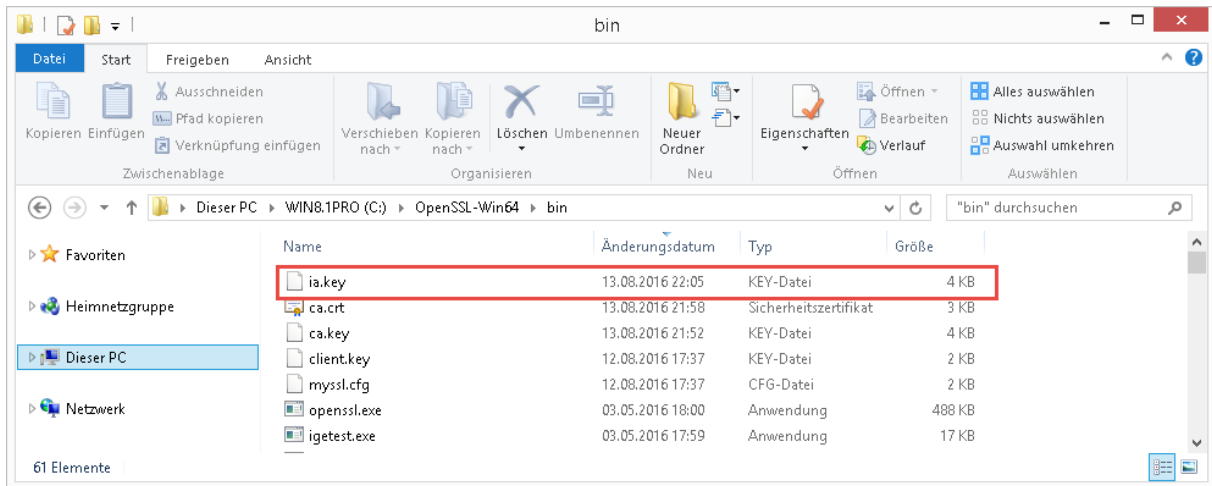 bin
Datei Start Freigeben Ansicht
Kopieren Einfügen
Ausschneiden
Pfad kopieren
Verknüpfung einfügen
Zwischenablage
Verschieben nach
Kopieren nach
Löschen Umbenennen
Organisieren
Neuer Ordner
Neu
Eigenschaften
Öffnen
Bearbeiten
Verlauf
Öffnen
Alles auswählen
Nichts auswählen
Auswahl umkehren
Auswählen
Dieser PC WIN8.1PRO (C:) OpenSSL-Win64 bin
"bin" durchsuchen
Favoriten
Heimnetzgruppe
Dieser PC
Netzwerk
Name Änderungsdatum Typ Größe
ia.key 13.08.2016 22:05 KEY-Datei 4 KB
ca.crt 13.08.2016 21:58 Sicherheitszertifikat 3 KB
ca.key 13.08.2016 21:52 KEY-Datei 4 KB
client.key 12.08.2016 17:37 KEY-Datei 2 KB
myssl.cfg 12.08.2016 17:37 CFG-Datei 2 KB
openssl.exe 03.05.2016 18:00 Anwendung 488 KB
igetest.exe 03.05.2016 17:59 Anwendung 17 KB
61 Elemente